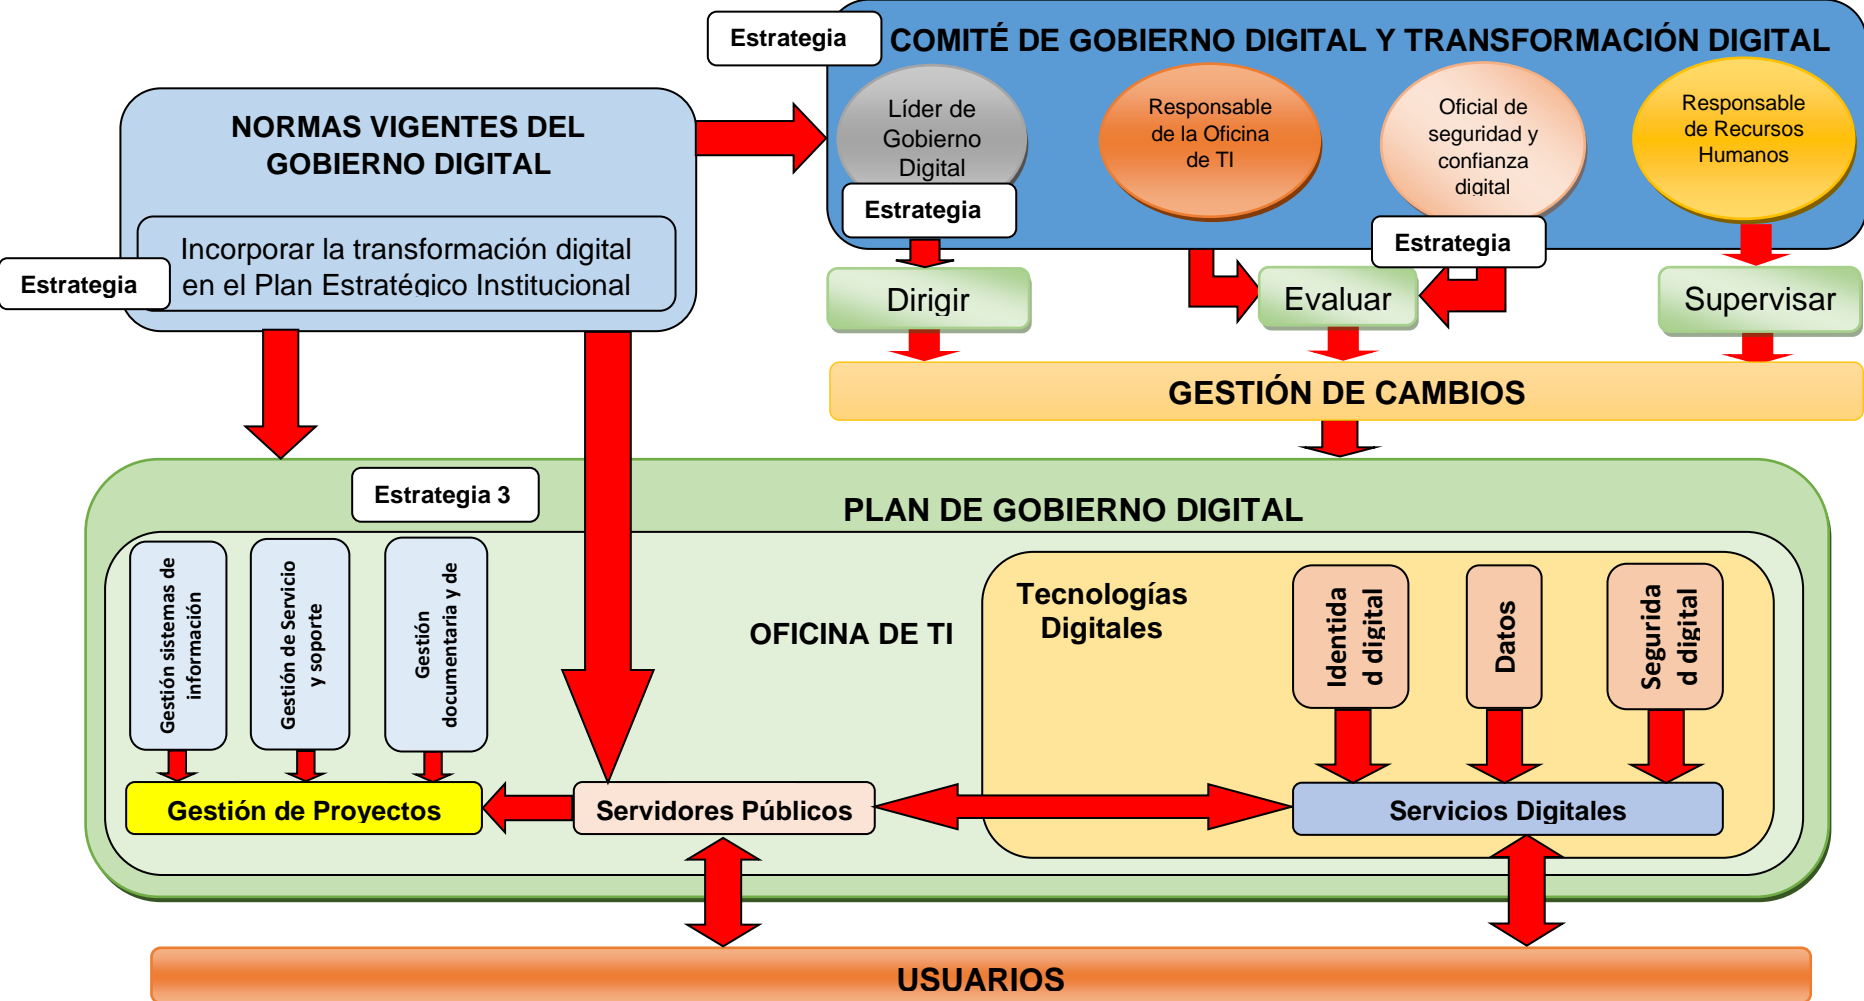 Estrategia
COMITÉ DE GOBIERNO DIGITAL Y TRANSFORMACIÓN DIGITAL
Líder de
Gobierno
Digital
Responsable
de la Oficina
de TI
Oficial de
seguridad y
confianza
digital
Responsable
de Recursos
Humanos
NORMAS VIGENTES DEL
GOBIERNO DIGITAL
Incorporar la transformación digital
en el Plan Estratégico Institucional
Estrategia
Estrategia
Estrategia
Dirigir
Evaluar
Supervisar
GESTIÓN DE CAMBIOS
Estrategia 3
PLAN DE GOBIERNO DIGITAL
Gestión sistemas de
información
Gestión de Servicio
y soporte
Gestión
documentaria y de
OFICINA DE TI
Tecnologías
Digitales
Identida
d digital
Datos
Segurida
d digital
Gestión de Proyectos
Servidores Públicos
Servicios Digitales
USUARIOS